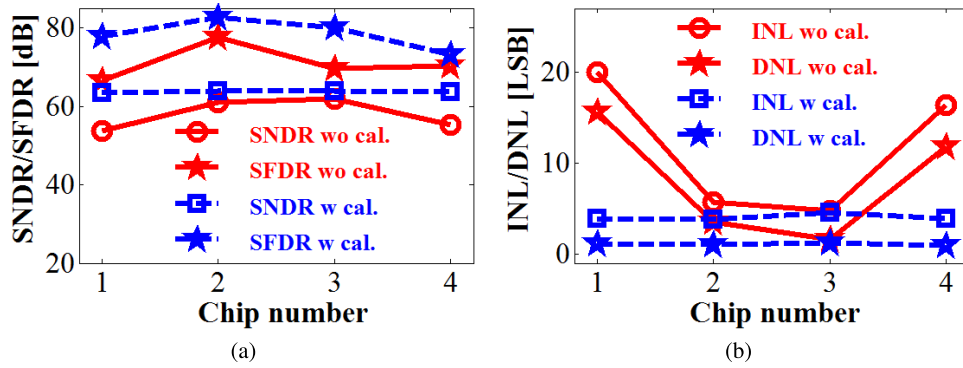 SNDR/SFDR [dB]
80
60
40
20
SNDR wo cal.
SFDR wo cal.
SNDR w cal.
SFDR w cal.
1 2 3 4
Chip number
(a)
INL/DNL [LSB]
20
10
0
INL wo cal.
DNL wo cal.
INL w cal.
DNL w cal.
1 2 3 4
Chip number
(b)